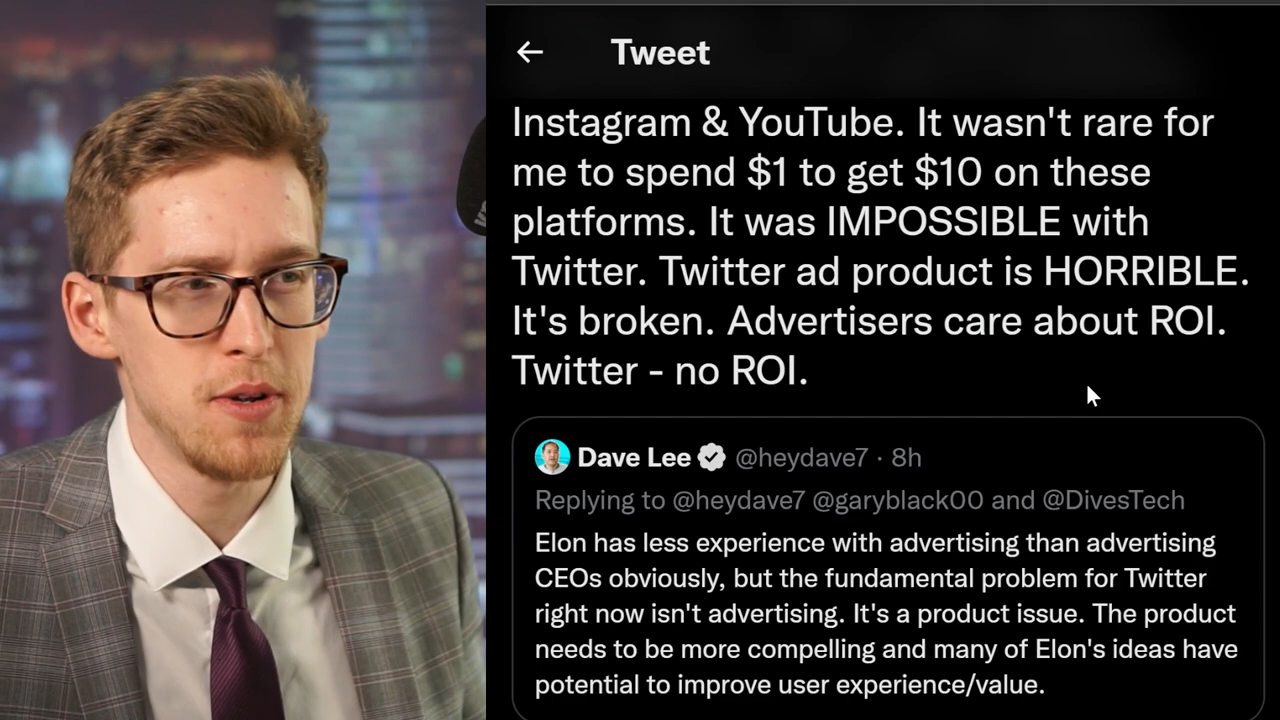 Tweet
Instagram & YouTube. It wasn't rare for
me to spend $1 to get $10 on these
platforms. It was IMPOSSIBLE with
Twitter. Twitter ad product is HORRIBLE.
It's broken. Advertisers care about ROI.
Twitter - no ROI.
Dave Lee @heydave7 · 8h
Replying to @heydave7 @garyblack00 and @DivesTech
Elon has less experience with advertising than advertising
CEOs obviously, but the fundamental problem for Twitter
right now isn't advertising. It's a product issue. The product
needs to be more compelling and many of Elon's ideas have
potential to improve user experience/value.